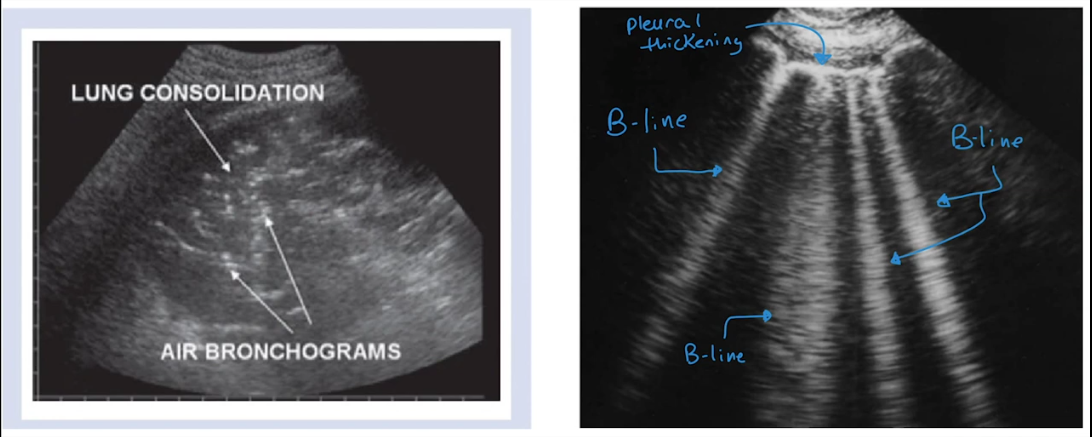 LUNG CONSOLIDATION
AIR BRONCHOGRAMS
pleural
thickening
B-line
B-line
B-line